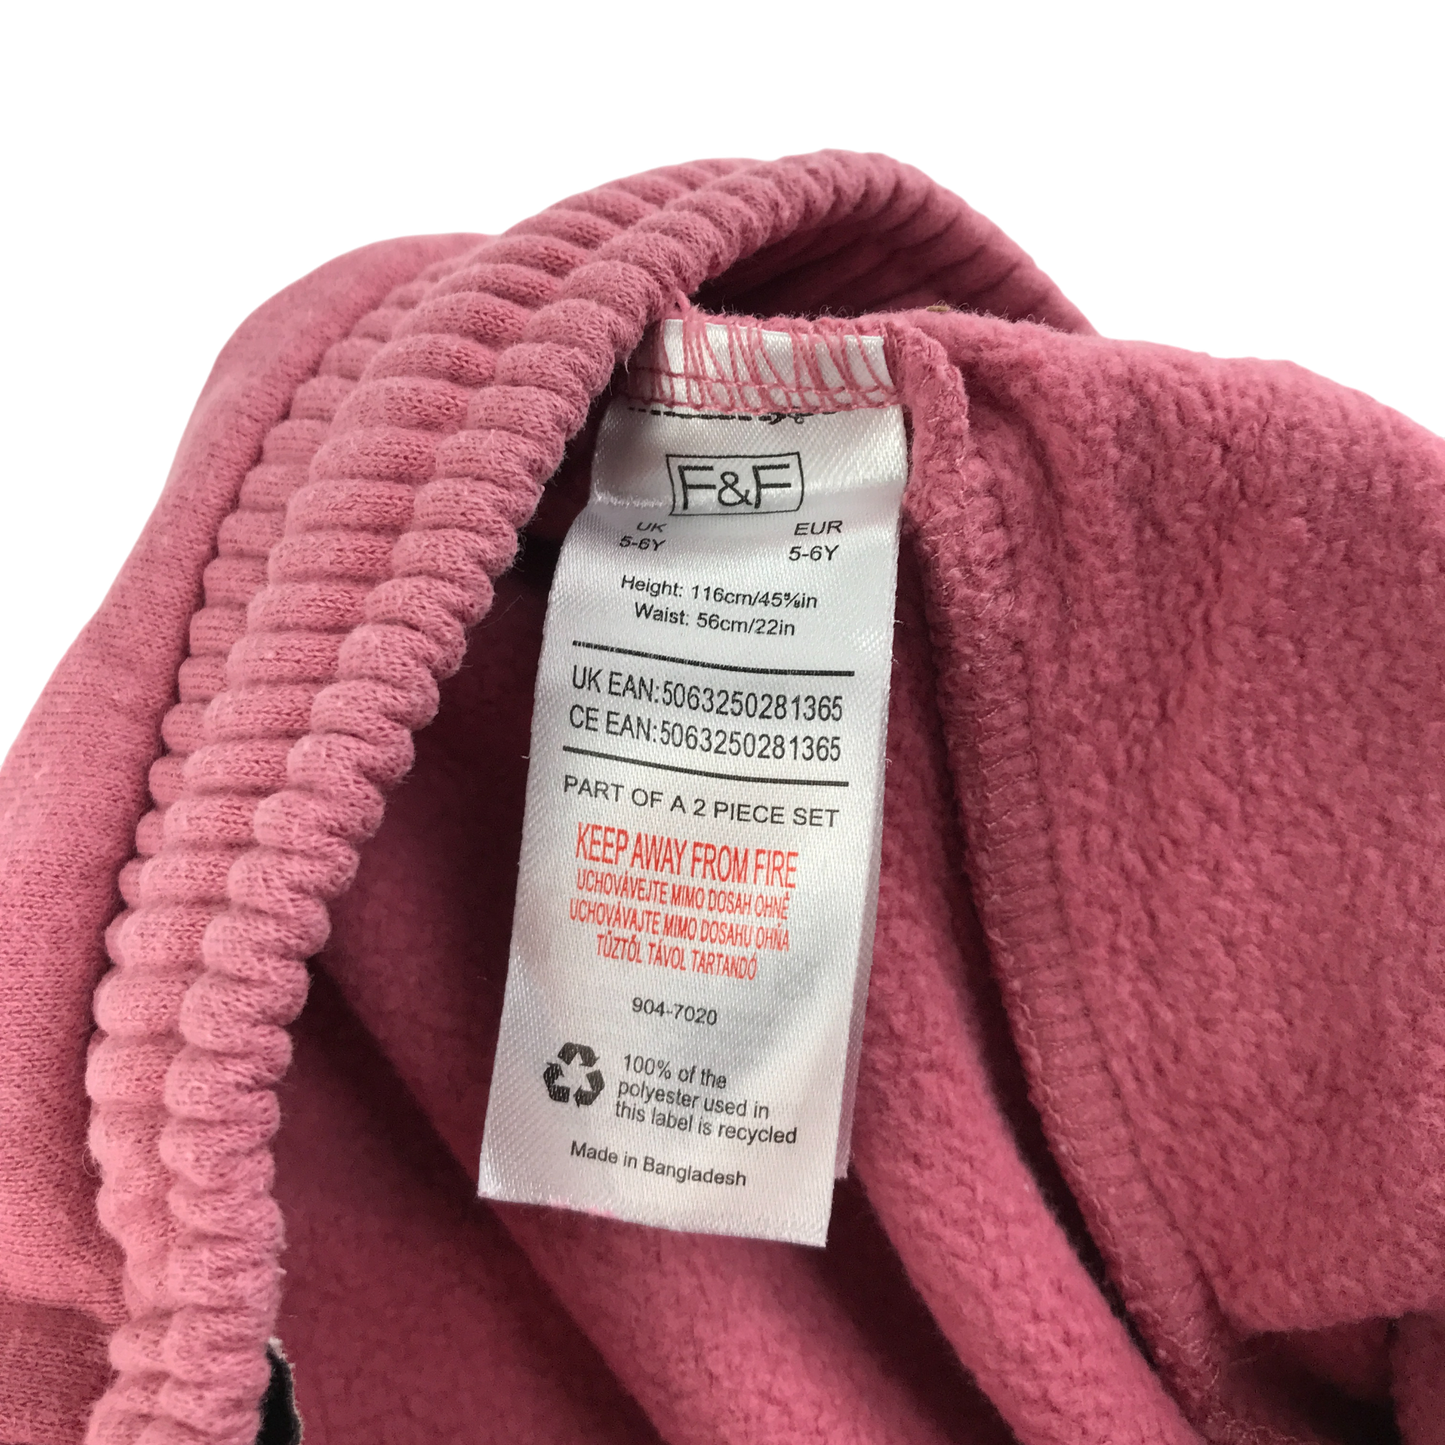 F&F
UK EUR
5-6Y 5-6Y
Height: 116cm/45⅝in
Waist: 56cm/22in
UK EAN:5063250281365
CE EAN:5063250281365
PART OF A 2 PIECE SET
KEEP AWAY FROM FIRE
UCHOVÁVEJTE MIMO DOSAH OHNĚ
UCHOVÁVAJTE MIMO DOSAHU OHŇA
TŰZTŐL TÁVOL TARTANDÓ
904-7020
100% of the
polyester used in
this label is recycled
Made in Bangladesh